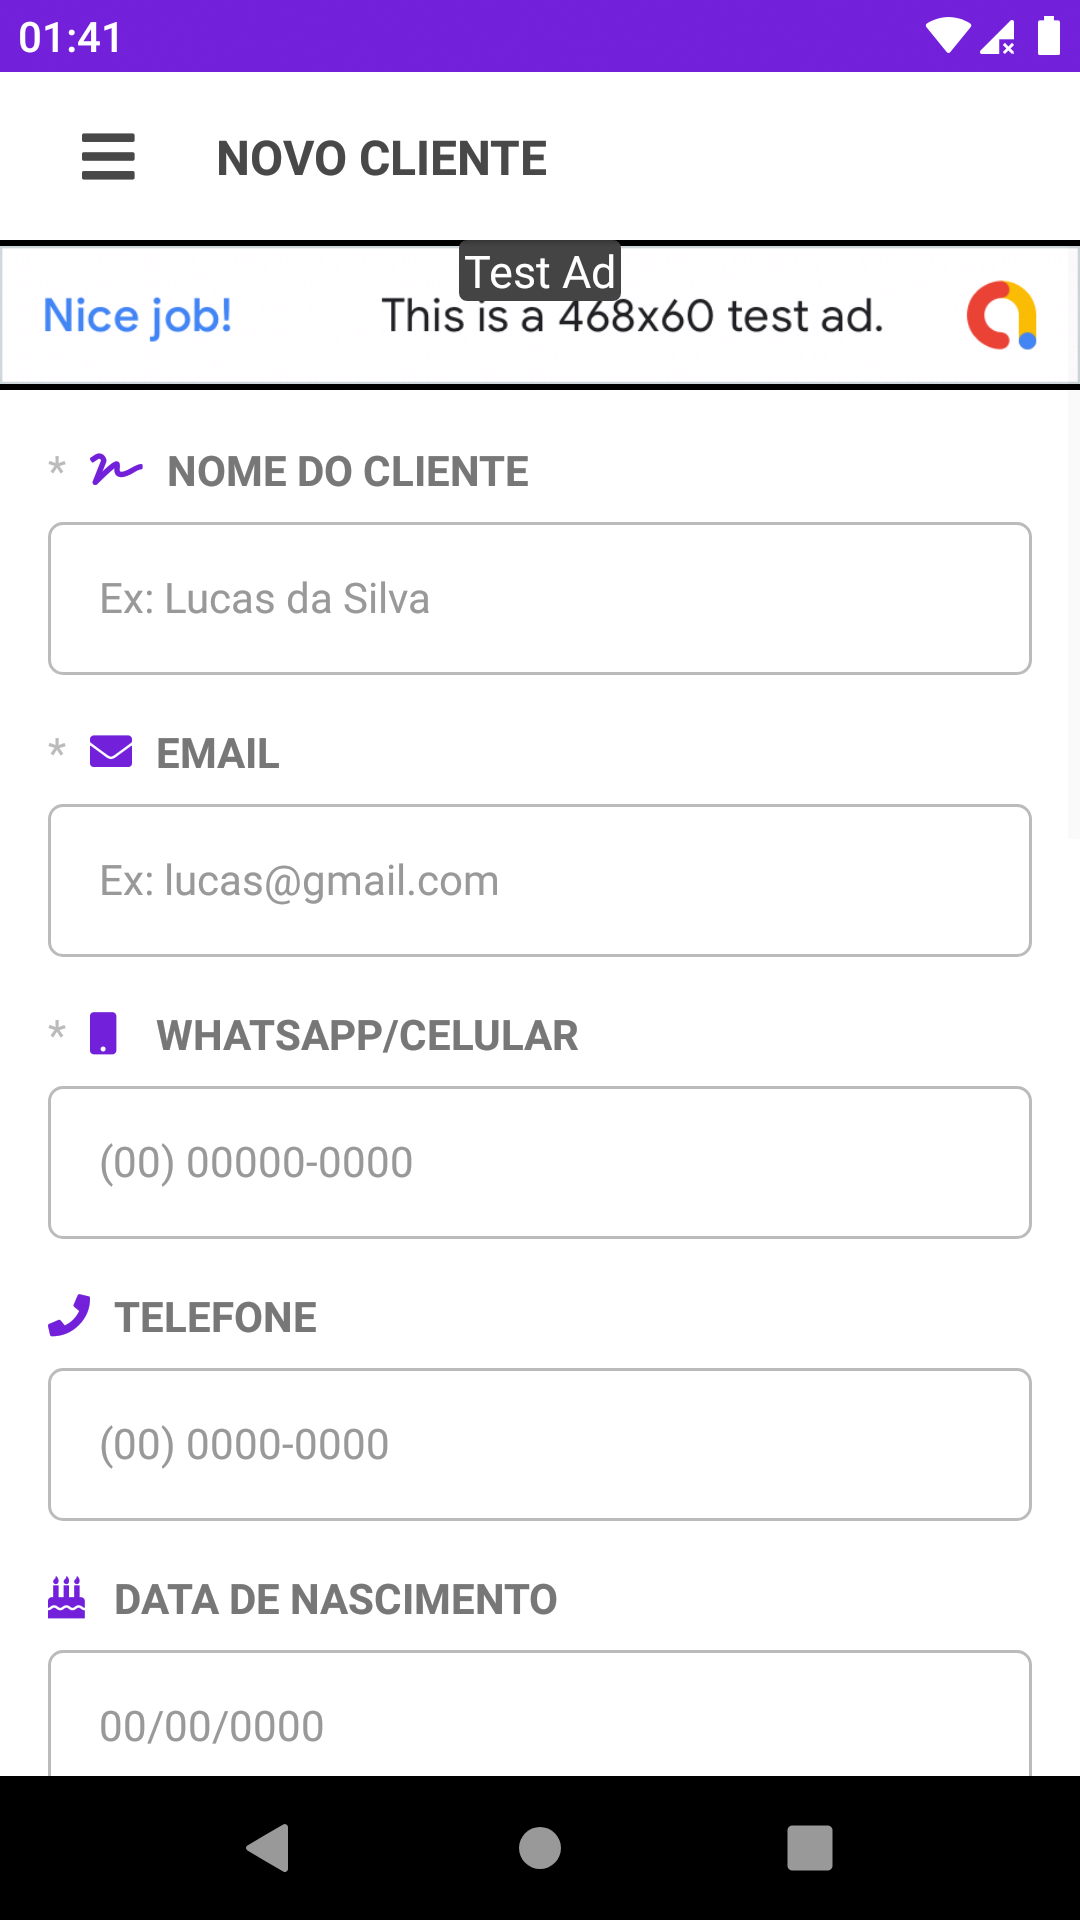 01:41
NOVO CLIENTE
Test Ad
Nice job! This is a 468x60 test ad.
* NOME DO CLIENTE
Ex: Lucas da Silva
* EMAIL
Ex: lucas@gmail.com
* WHATSAPP/CELULAR
(00) 00000-0000
TELEFONE
(00) 0000-0000
DATA DE NASCIMENTO
00/00/0000